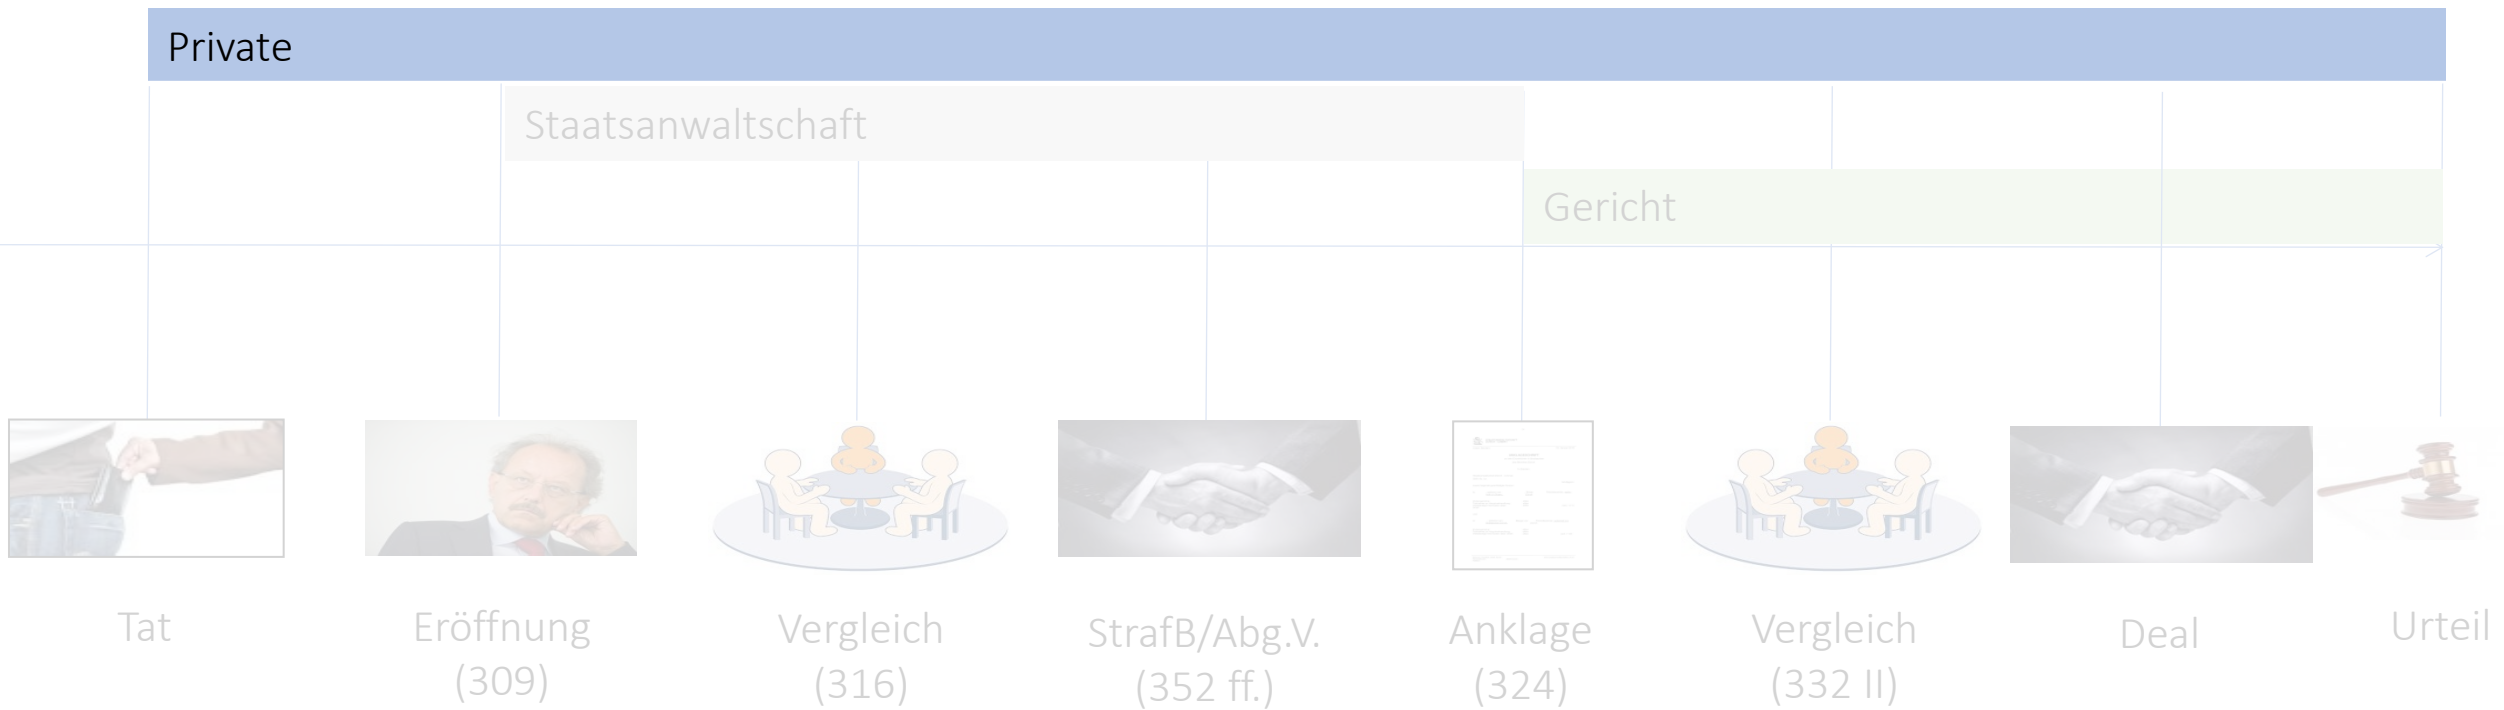 Private
Staatsanwaltschaft
Gericht
Tat
Eröffnung
(309)
Vergleich
(316)
StrafB/Abg.V.
(352 ff.)
Anklage
(324)
Vergleich
(332 II)
Deal
Urteil